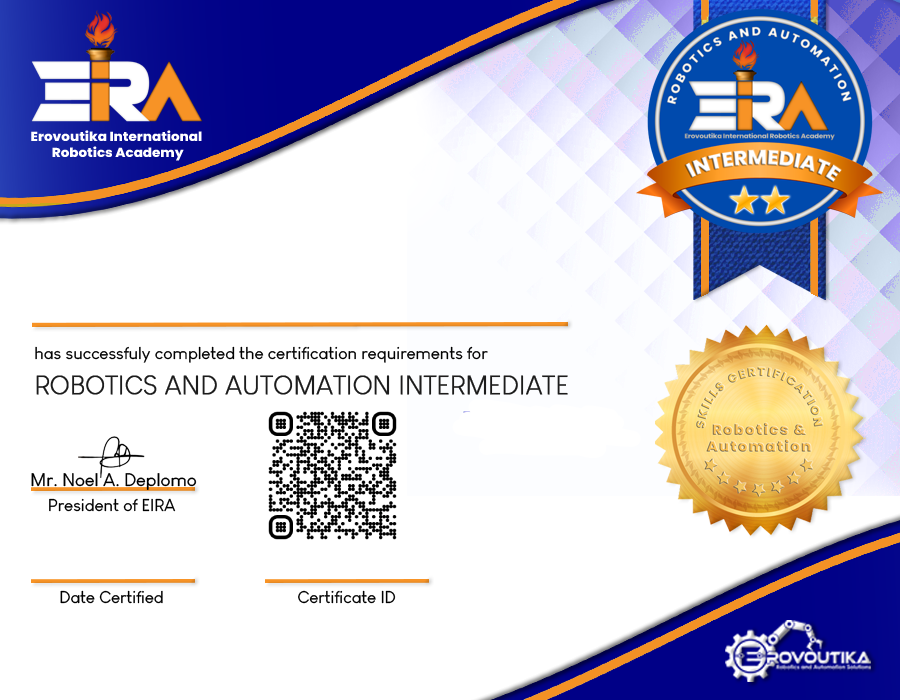 EIRA
Erovoutika International
Robotics Academy
ROBOTICS AND AUTOMATION
EIRA
Erovoutika International Robotics Academy
INTERMEDIATE
has successfuly completed the certification requirements for
ROBOTICS AND AUTOMATION INTERMEDIATE
SKILLS CERTIFICATION
Robotics &
Automation
Mr. Noel A. Deplomo
President of EIRA
Date Certified
Certificate ID
EROVOUTIKA
Robotics and Automation Solutions